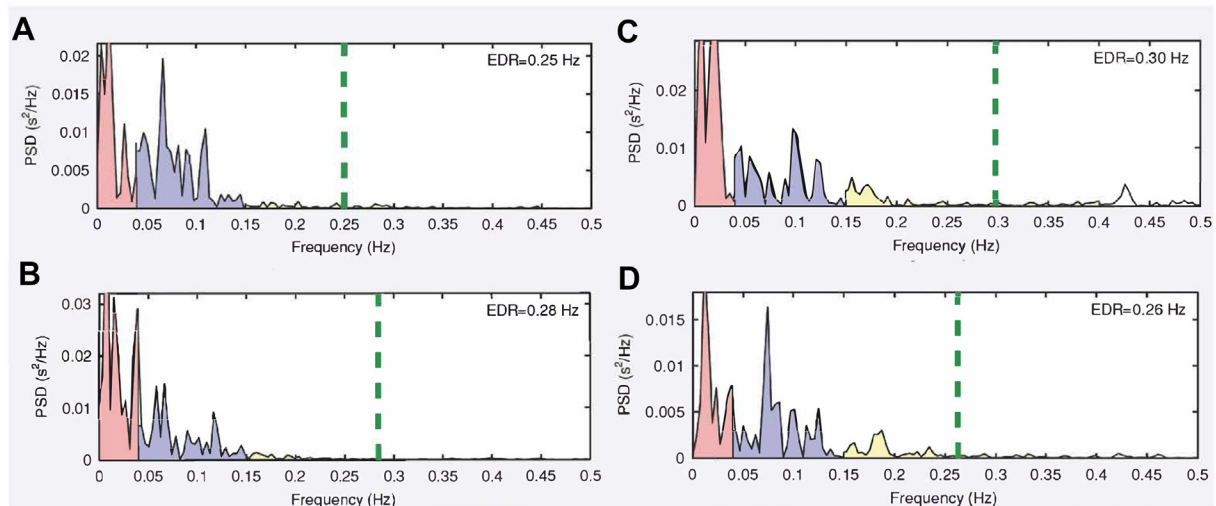 A
EDR=0.25 Hz
PSD (s²/Hz)
0.02
0.015
0.01
0.005
0
0 0.05 0.1 0.15 0.2 0.25 0.3 0.35 0.4 0.45 0.5
Frequency (Hz)
B
EDR=0.28 Hz
PSD (s²/Hz)
0.03
0.02
0.01
0
0 0.05 0.1 0.15 0.2 0.25 0.3 0.35 0.4 0.45 0.5
Frequency (Hz)
C
EDR=0.30 Hz
PSD (s²/Hz)
0.02
0.01
0
0 0.05 0.1 0.15 0.2 0.25 0.3 0.35 0.4 0.45 0.5
Frequency (Hz)
D
EDR=0.26 Hz
PSD (s²/Hz)
0.015
0.01
0.005
0
0 0.05 0.1 0.15 0.2 0.25 0.3 0.35 0.4 0.45 0.5
Frequency (Hz)